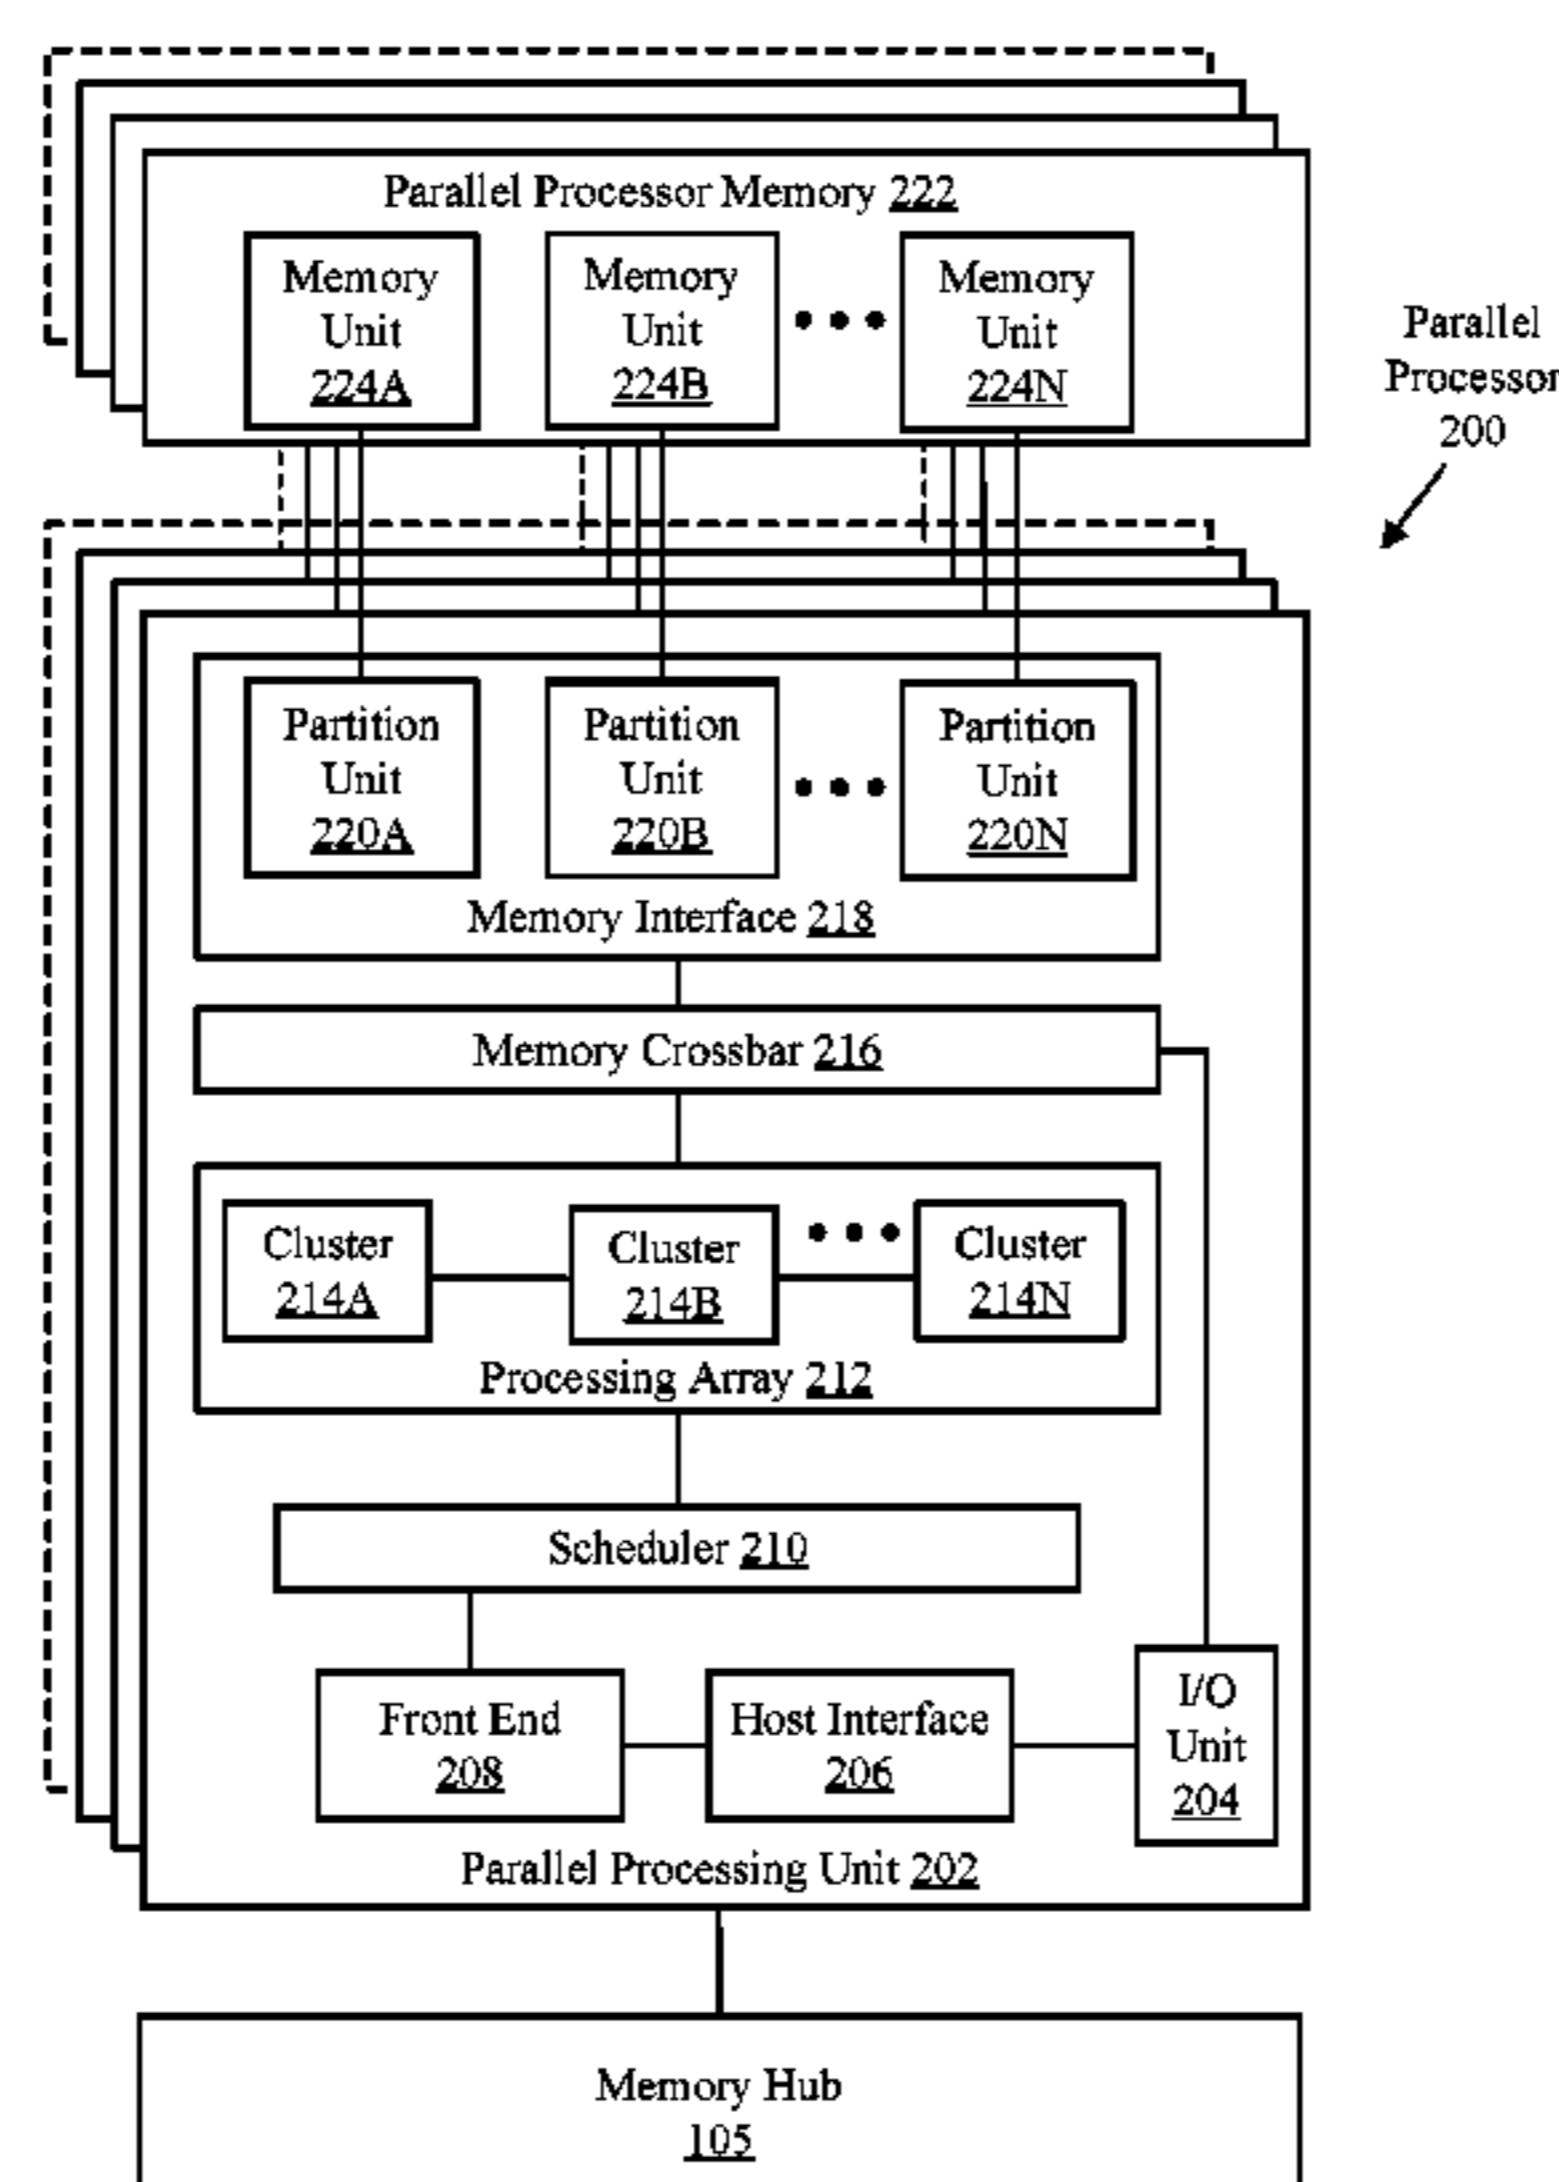 Parallel Processor Memory 222
Memory
Unit
224A
Memory
Unit
224B
Memory
Unit
224N
Parallel
Processor
200
Partition
Unit
220A
Partition
Unit
220B
Partition
Unit
220N
Memory Interface 218
Memory Crossbar 216
Cluster
214A
Cluster
214B
Cluster
214N
Processing Array 212
Scheduler 210
Front End
208
Host Interface
206
I/O
Unit
204
Parallel Processing Unit 202
Memory Hub
105